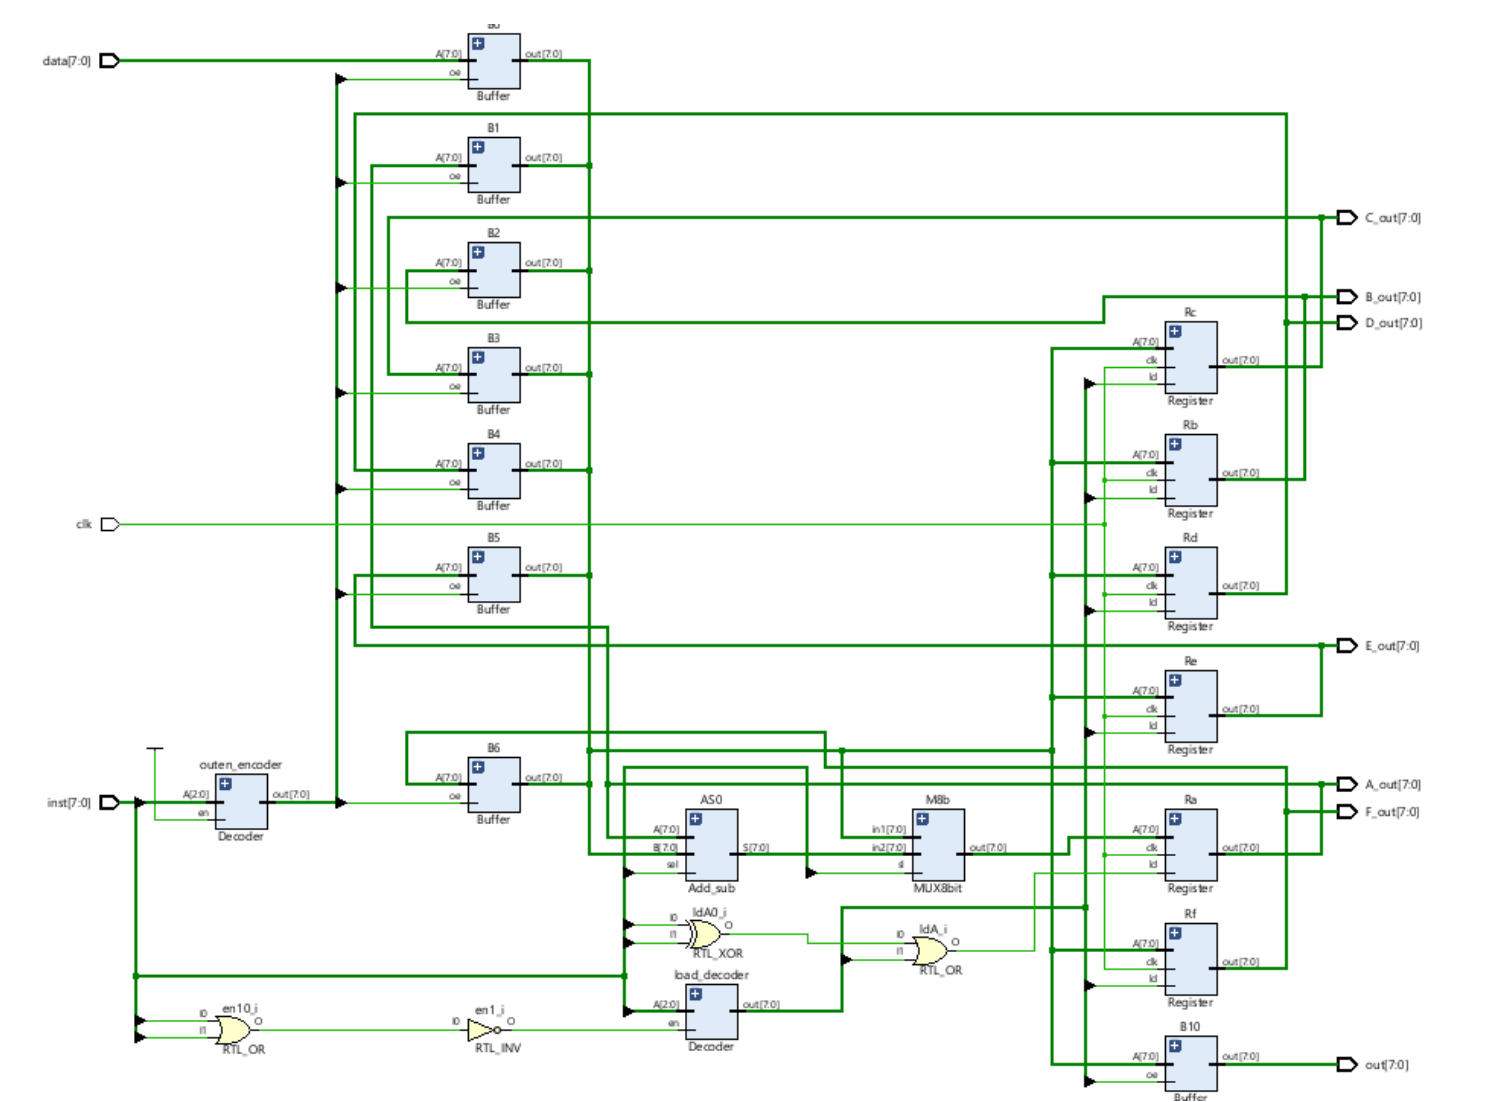 B0
data[7:0]
A[7:0]
out[7:0]
oe
Buffer
B1
A[7:0]
out[7:0]
oe
Buffer
C_out[7:0]
B2
A[7:0]
out[7:0]
oe
Buffer
B_out[7:0]
D_out[7:0]
Rc
A[7:0]
clk
out[7:0]
ld
Register
B3
A[7:0]
out[7:0]
oe
Buffer
Rb
A[7:0]
clk
out[7:0]
ld
Register
B4
A[7:0]
out[7:0]
oe
Buffer
clk
B5
A[7:0]
out[7:0]
oe
Buffer
Rd
A[7:0]
clk
out[7:0]
ld
Register
E_out[7:0]
Re
A[7:0]
clk
out[7:0]
ld
Register
outen_encoder
inst[7:0]
A[2:0]
out[7:0]
en
Decoder
B6
A[7:0]
out[7:0]
oe
Buffer
A_out[7:0]
F_out[7:0]
AS0
A[7:0]
B[7:0]
S[7:0]
sel
Add_sub
M8b
in1[7:0]
in2[7:0]
out[7:0]
sl
MUX8bit
Ra
A[7:0]
clk
out[7:0]
ld
Register
ldA0_i
I0
I1
O
RTL_XOR
ldA_i
I0
I1
O
RTL_OR
Rf
A[7:0]
clk
out[7:0]
ld
Register
load_decoder
A[2:0]
out[7:0]
en
Decoder
en10_i
I0
I1
O
RTL_OR
en1_i
I0
O
RTL_INV
B10
A[7:0]
out[7:0]
oe
Buffer
out[7:0]